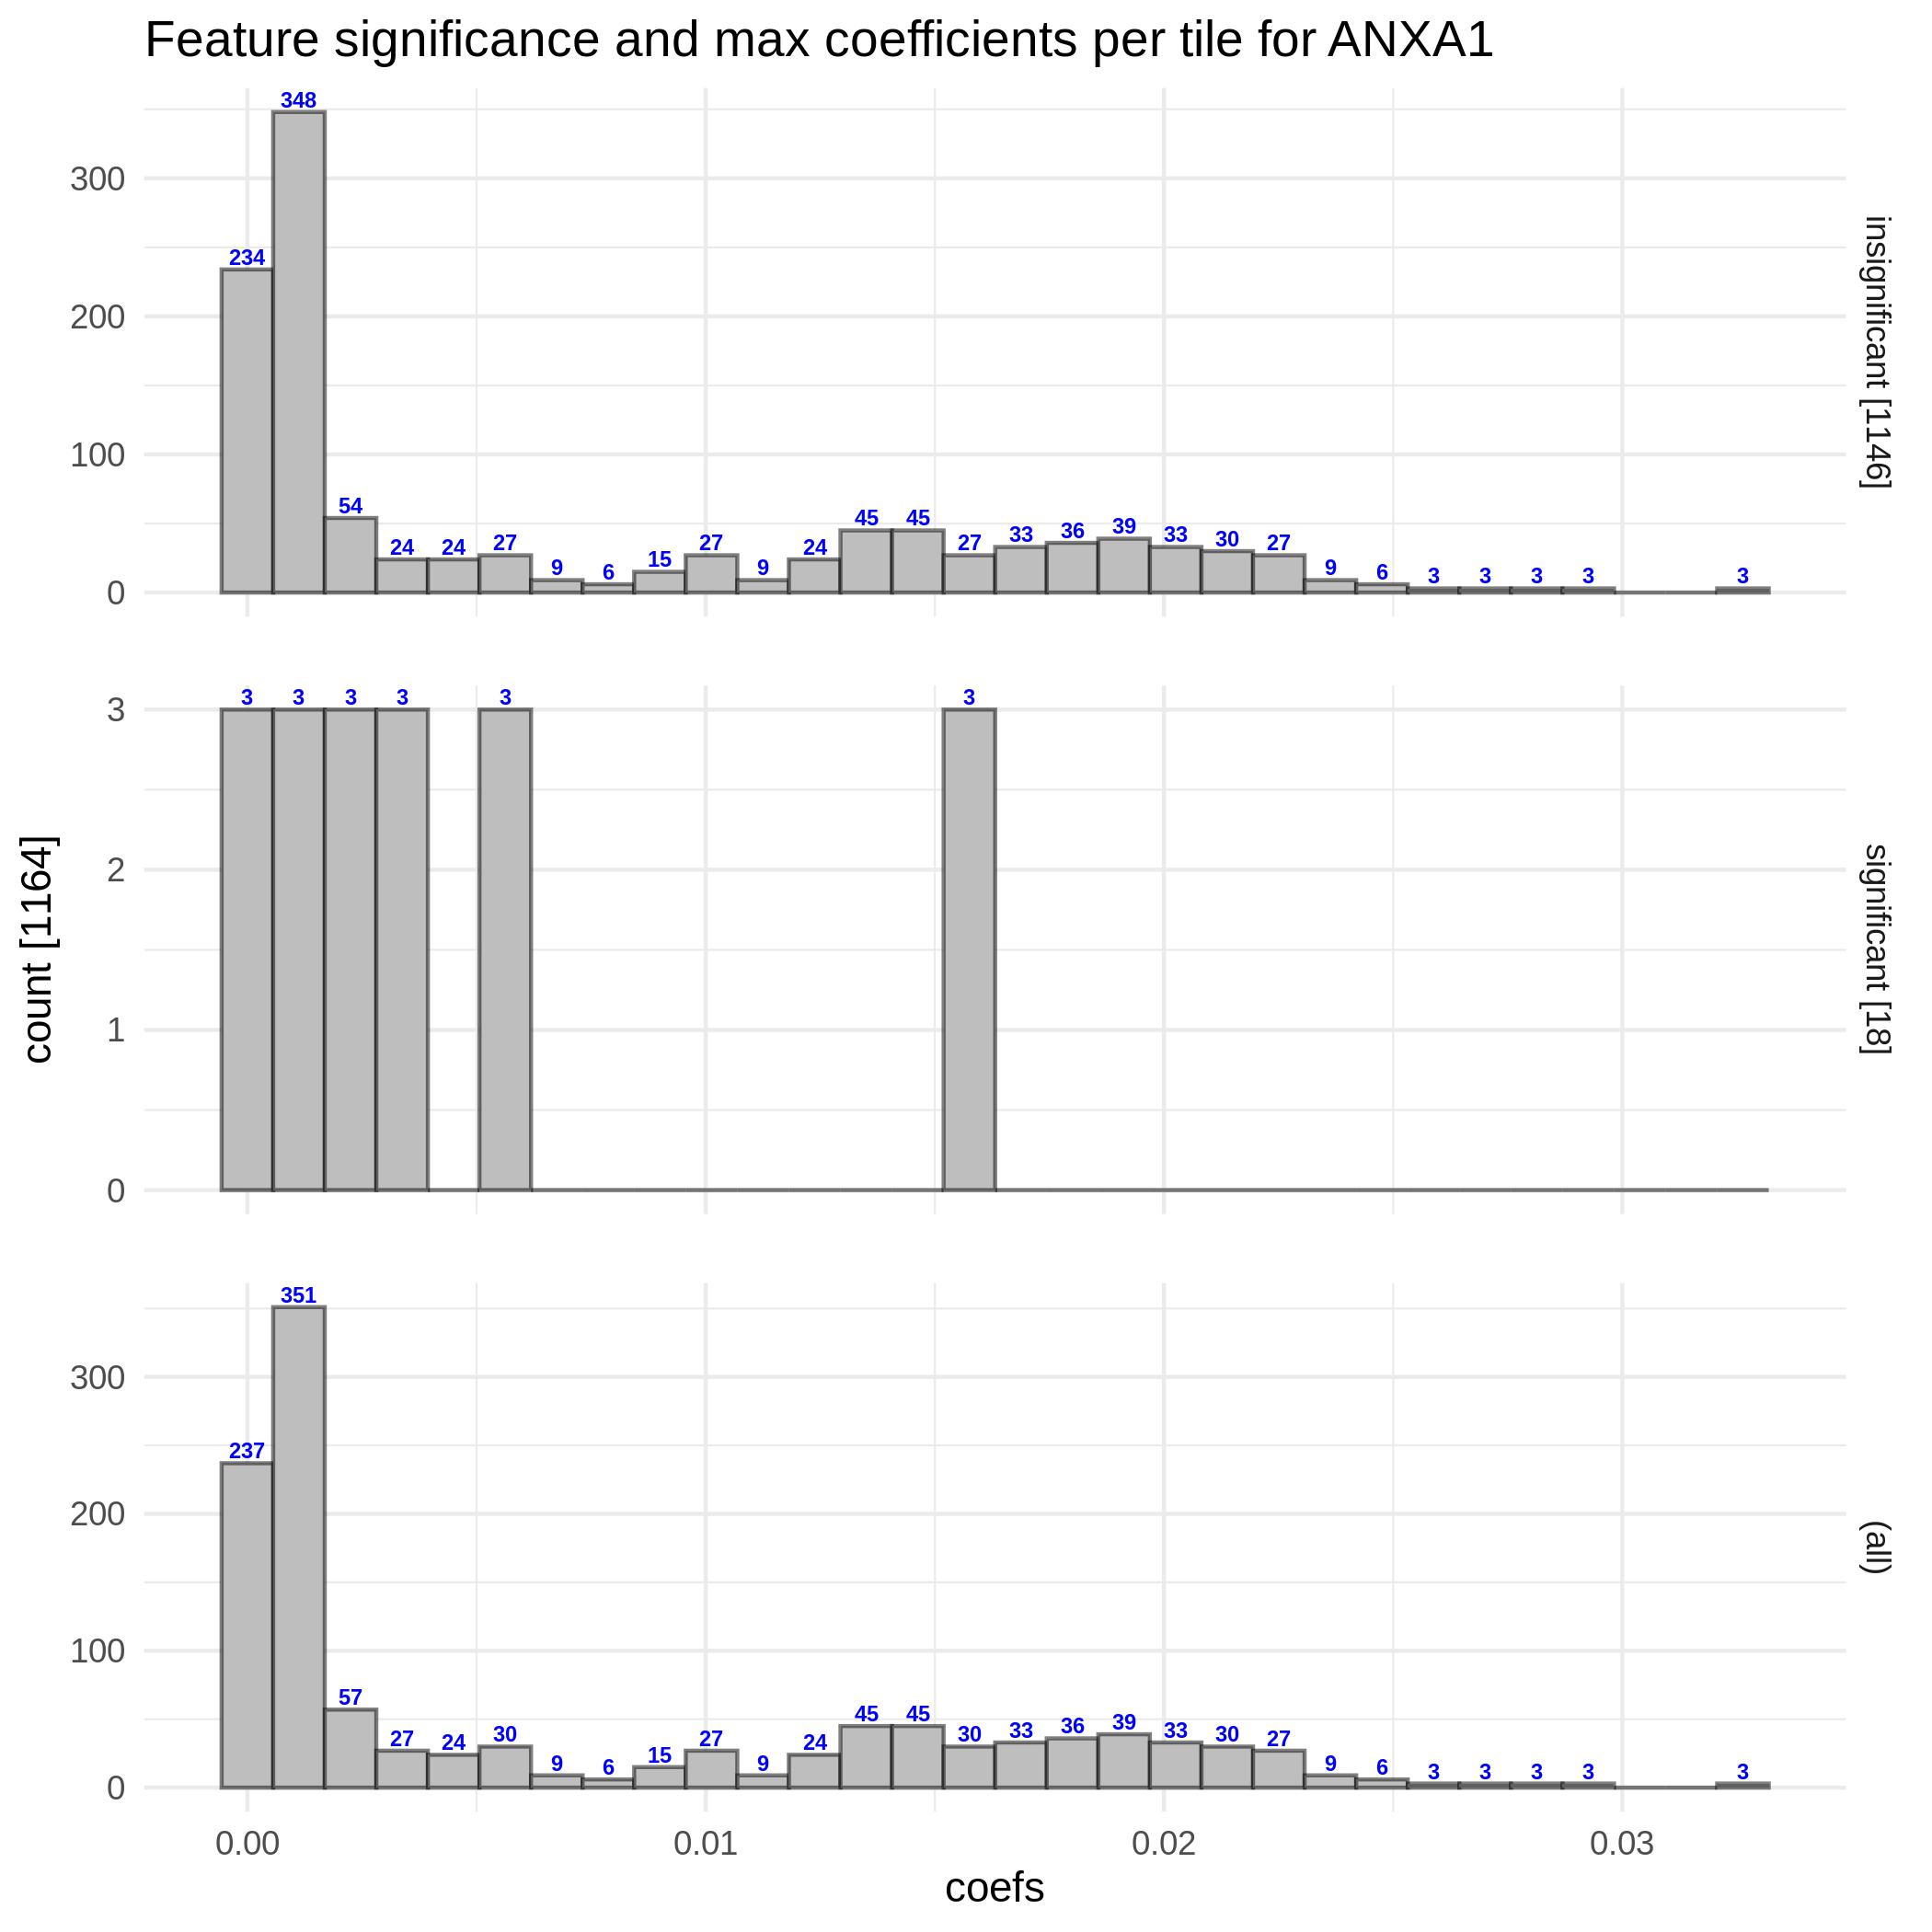 Feature significance and max coefficients per tile for ANXA1
348
234
54
24 24 27 9 6 15 27 9 24 45 45 27 33 36 39 33 30 27 9 6 3 3 3 3 3
300
200
100
0
insignificant [1146]
3 3 3 3 3 3
3
2
1
0
significant [18]
count [1164]
351
237
57
27 24 30 9 6 15 27 9 24 45 45 30 33 36 39 33 30 27 9 6 3 3 3 3 3
300
200
100
0
(all)
0.00 0.01 0.02 0.03
coefs